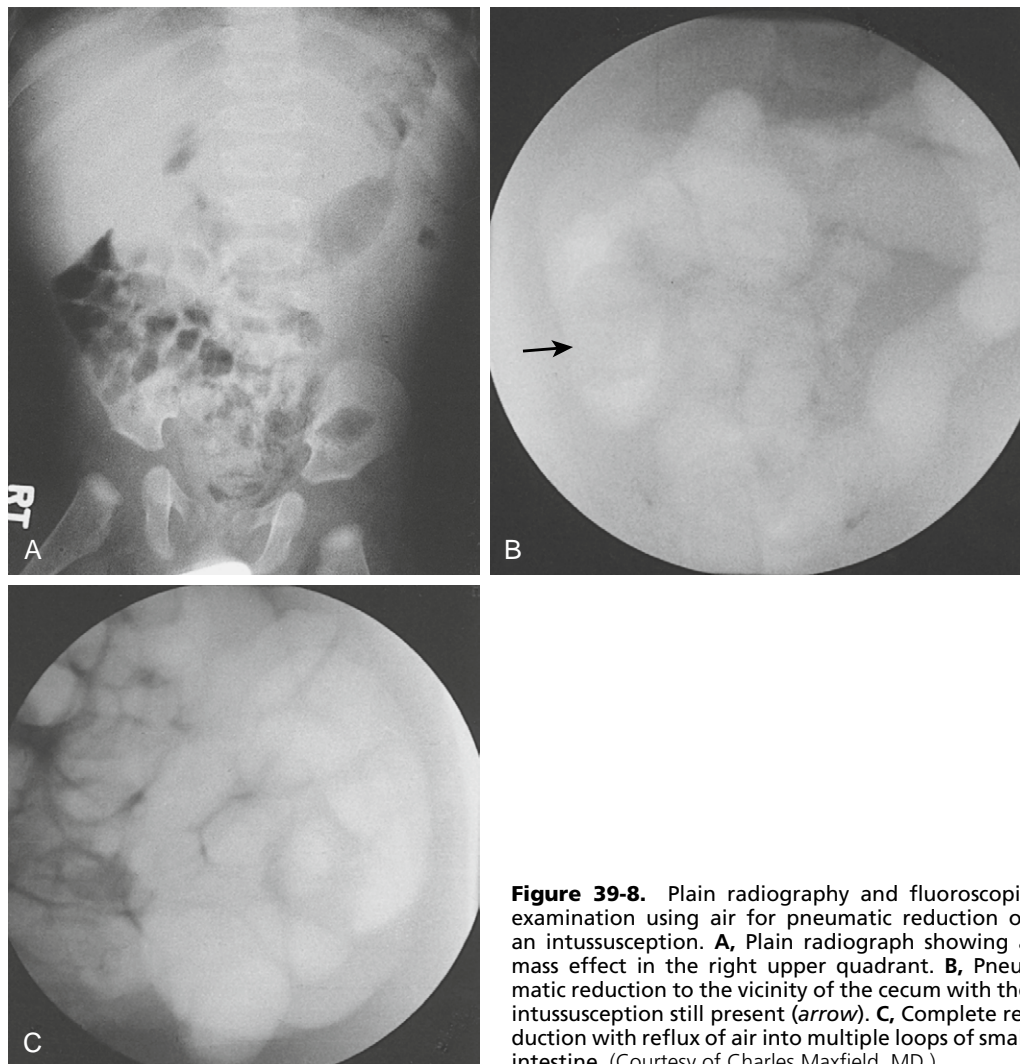 RT
A
B
C
Figure 39-8. Plain radiography and fluoroscopi
examination using air for pneumatic reduction o
an intussusception. A, Plain radiograph showing a
mass effect in the right upper quadrant. B, Pneu-
matic reduction to the vicinity of the cecum with the
intussusception still present (arrow). C, Complete re-
duction with reflux of air into multiple loops of sma
intestine. (Courtesy of Charles Maxfield, MD.)